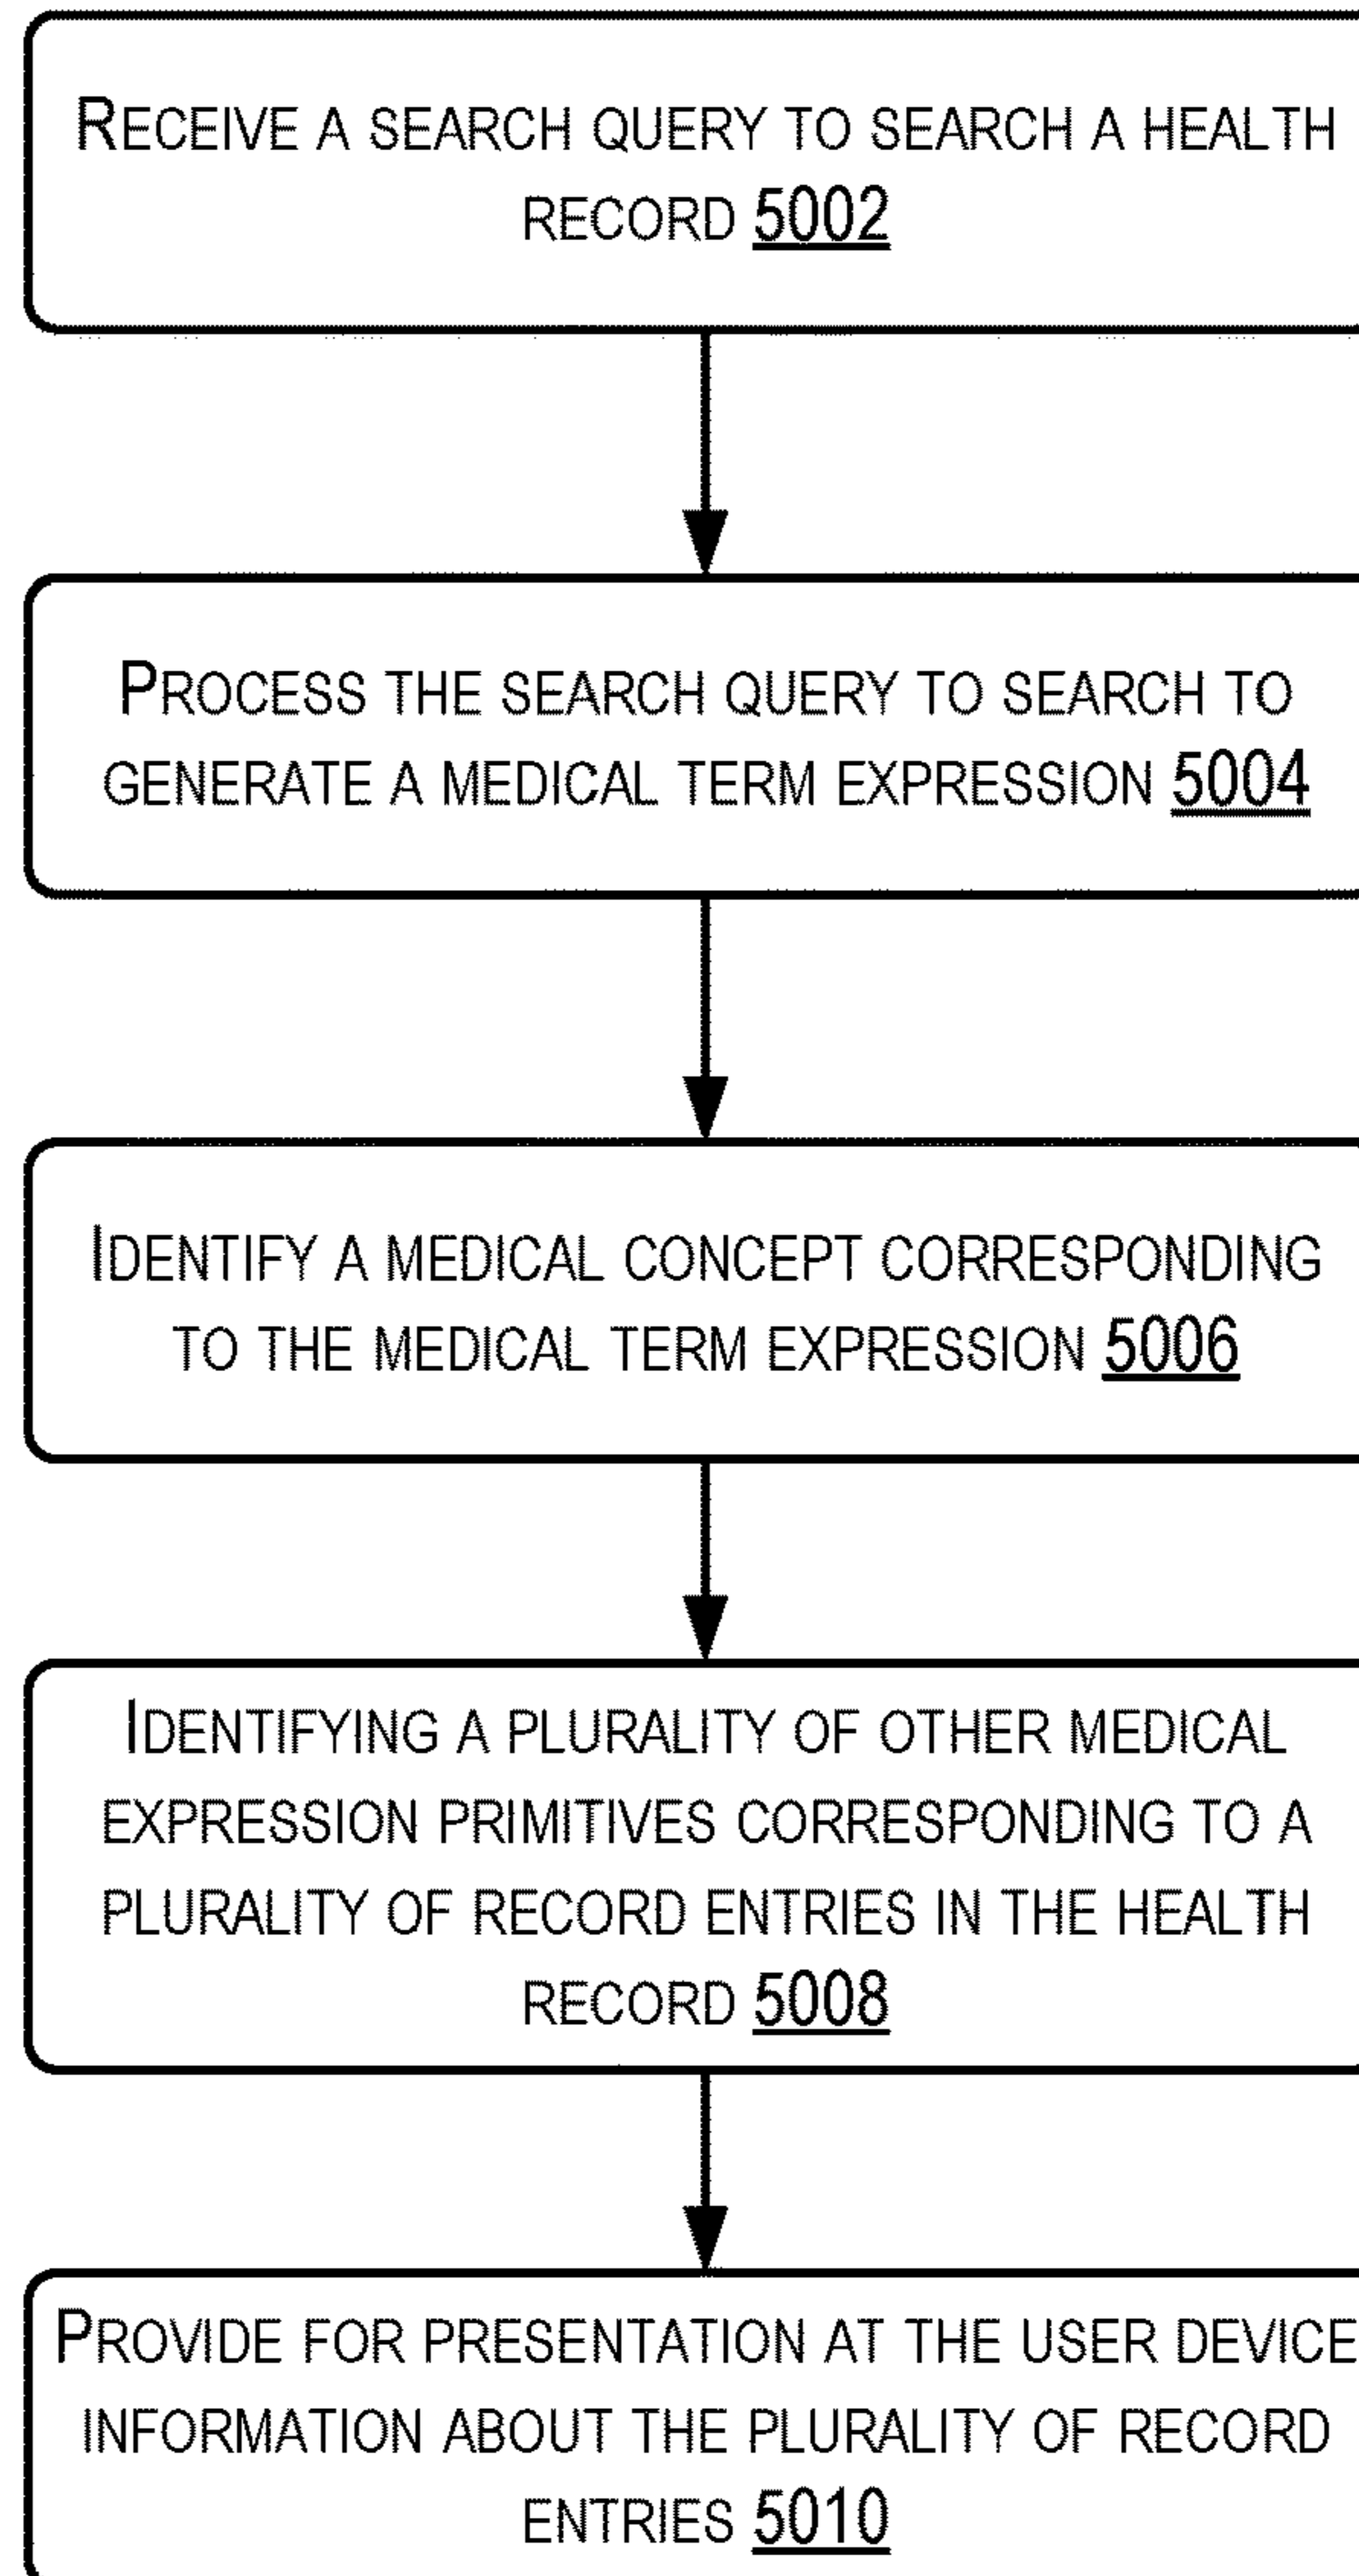 RECEIVE A SEARCH QUERY TO SEARCH A HEALTH
RECORD 5002
PROCESS THE SEARCH QUERY TO SEARCH TO
GENERATE A MEDICAL TERM EXPRESSION 5004
IDENTIFY A MEDICAL CONCEPT CORRESPONDING
TO THE MEDICAL TERM EXPRESSION 5006
IDENTIFYING A PLURALITY OF OTHER MEDICAL
EXPRESSION PRIMITIVES CORRESPONDING TO A
PLURALITY OF RECORD ENTRIES IN THE HEALTH
RECORD 5008
PROVIDE FOR PRESENTATION AT THE USER DEVICE
INFORMATION ABOUT THE PLURALITY OF RECORD
ENTRIES 5010